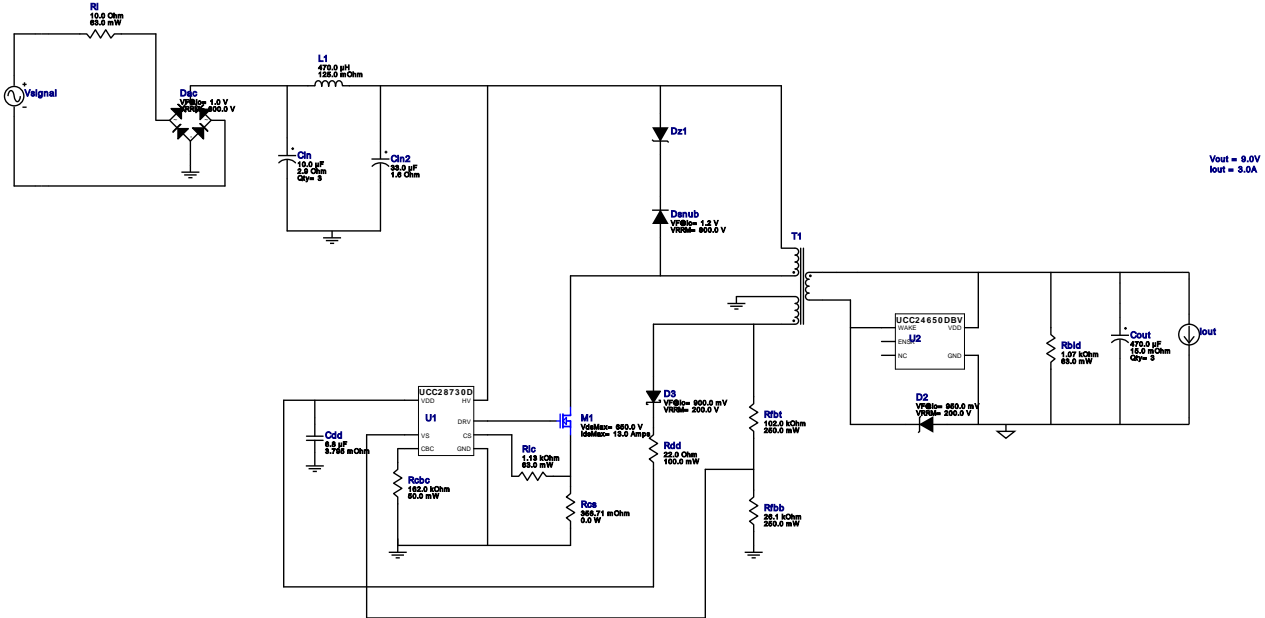 Ri
10.0 Ohm
63.0 mW
L1
470.0 µH
125.0 mOhm
Vsignal
+
−
Dac
VF@Io= 1.0 V
VRRM= 600.0 V
Cin
10.0 µF
2.9 Ohm
Qty= 3
Cin2
33.0 µF
1.6 Ohm
Dz1
Dsnub
VF@Io= 1.2 V
VRRM= 600.0 V
Vout = 9.0V
Iout = 3.0A
T1
UCC24650DBV
WAKE
VDD
U2
NC
GND
Rbld
1.07 kOhm
63.0 mW
Cout
470.0 µF
15.0 mOhm
Qty= 3
Iout
D2
VF@Io= 950.0 mV
VRRM= 200.0 V
UCC28730D
VDD
HV
U1
DRV
VS
CS
CBC
GND
M1
VdsMax= 650.0 V
IdsMax= 13.0 Amps
D3
VF@Io= 900.0 mV
VRRM= 200.0 V
Rfbt
102.0 kOhm
250.0 mW
Cdd
6.8 µF
3.795 mOhm
Rlc
1.13 kOhm
63.0 mW
Rdd
22.0 Ohm
100.0 mW
Rcbc
162.0 kOhm
50.0 mW
Rcs
356.71 mOhm
0.0 W
Rfbb
26.1 kOhm
250.0 mW